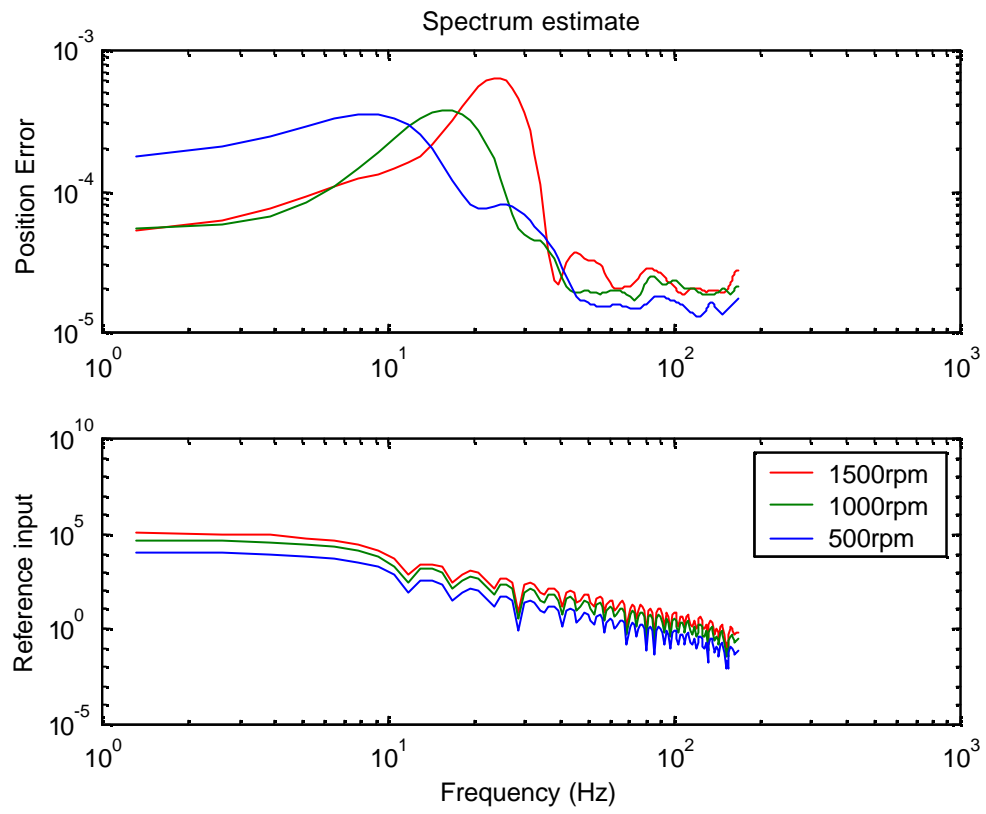 Spectrum estimate
Position Error
10^-3
10^-4
10^-5
10^0
10^1
10^2
10^3
Reference input
10^10
10^5
10^0
10^-5
1500rpm
1000rpm
500rpm
10^0
10^1
10^2
10^3
Frequency (Hz)